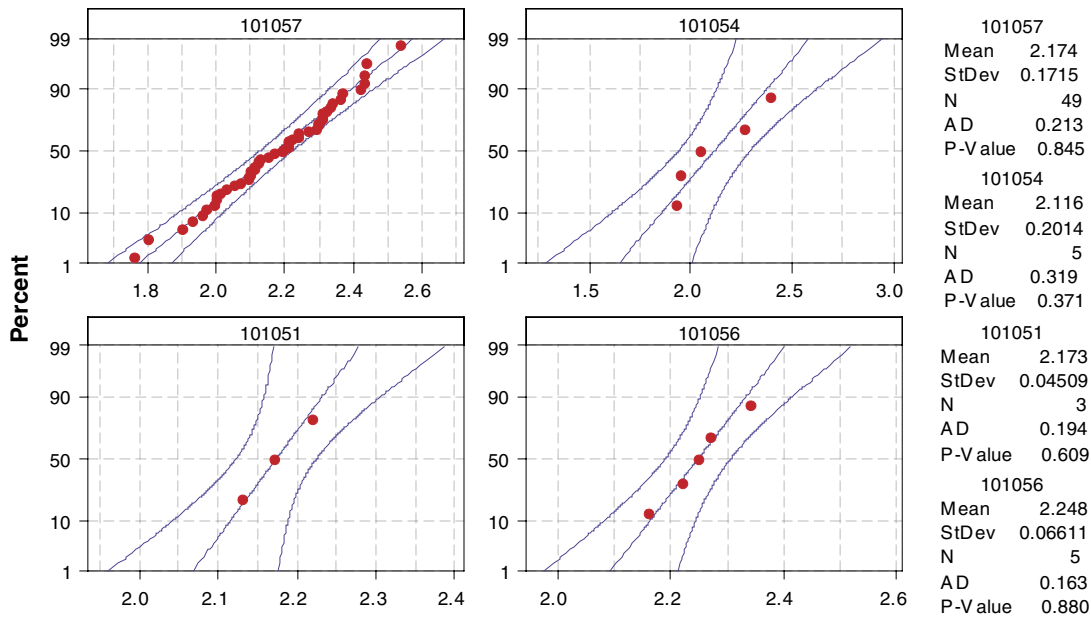 101057
101054
99
90
50
10
1
1.8
2.0
2.2
2.4
2.6
99
90
50
10
1
1.5
2.0
2.5
3.0
Percent
101051
101056
99
90
50
10
1
2.0
2.1
2.2
2.3
2.4
99
90
50
10
1
2.0
2.2
2.4
2.6
101057
Mean 2.174
StDev 0.1715
N 49
AD 0.213
P-Value 0.845
101054
Mean 2.116
StDev 0.2014
N 5
AD 0.319
P-Value 0.371
101051
Mean 2.173
StDev 0.04509
N 3
AD 0.194
P-Value 0.609
101056
Mean 2.248
StDev 0.06611
N 5
AD 0.163
P-Value 0.880